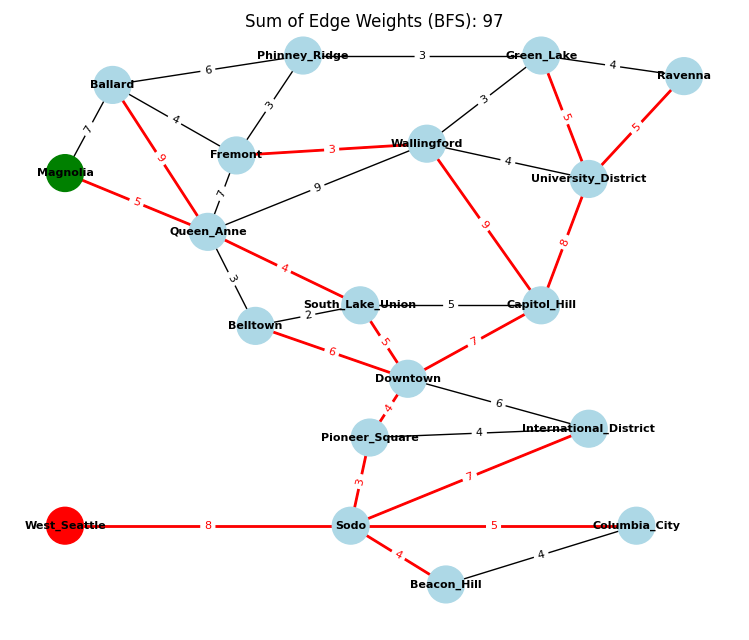 Sum of Edge Weights (BFS): 97
Phinney_Ridge
3
Green_Lake
4
Ravenna
6
Ballard
3
3
5
5
7
4
9
Fremont
3
Wallingford
4
University_District
Magnolia
5
7
9
9
8
Queen_Anne
4
3
South_Lake_Union
5
Capitol_Hill
2
Belltown
5
7
6
Downtown
4
6
Pioneer_Square
4
International_District
3
7
West_Seattle
8
Sodo
5
Columbia_City
4
4
Beacon_Hill